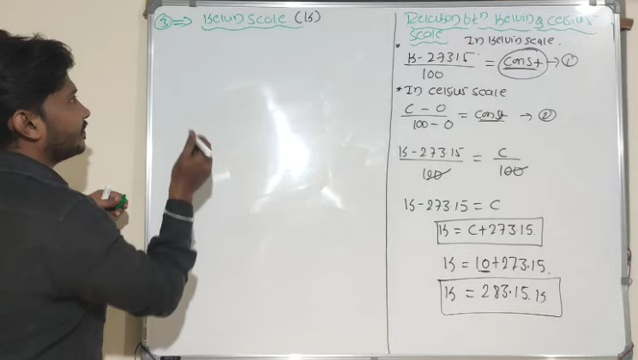 ③ ⇒ Kelvin scale (K)
Relation btn Kelvin & celsius
scale
* In Kelvin scale.
K - 273.15 / 100 = const → ①
* In celsius scale
C - 0 / 100 - 0 = const → ②
K - 273.15 / 100 = C / 100
K - 273.15 = C
K = C + 273.15.
K = 10 + 273.15.
K = 283.15. K